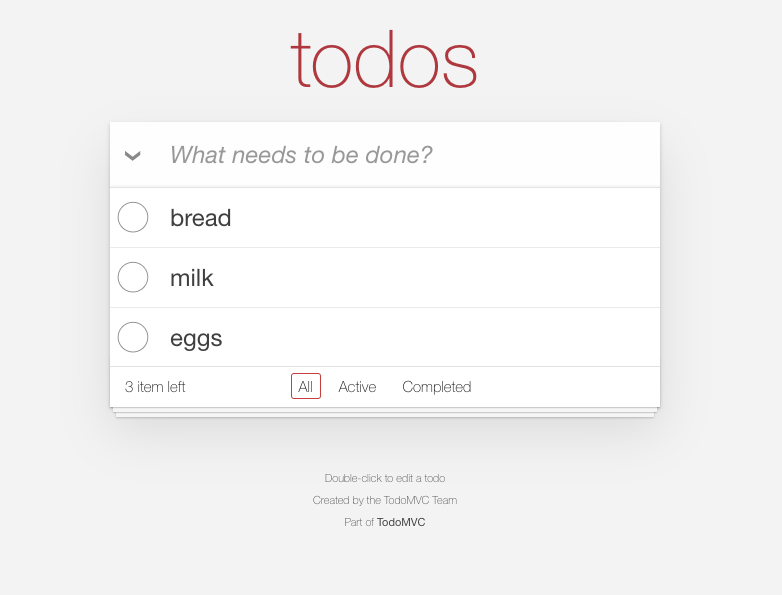 todos
What needs to be done?
bread
milk
eggs
3 item left All Active Completed
Double-click to edit a todo
Created by the TodoMVC Team
Part of TodoMVC